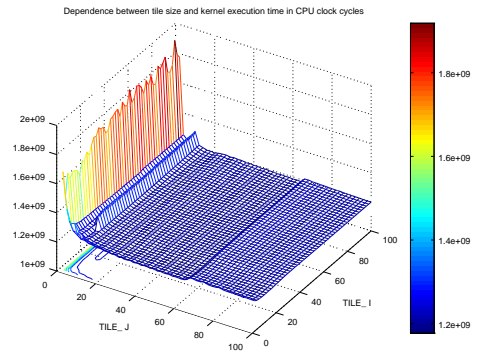 Dependence between tile size and kernel execution time in CPU clock cycles
2e+09
1.8e+09
1.6e+09
1.4e+09
1.2e+09
1e+09
0
20
40
60
80
100
TILE_ J
0
20
40
60
80
100
TILE_ I
1.8e+09
1.6e+09
1.4e+09
1.2e+09